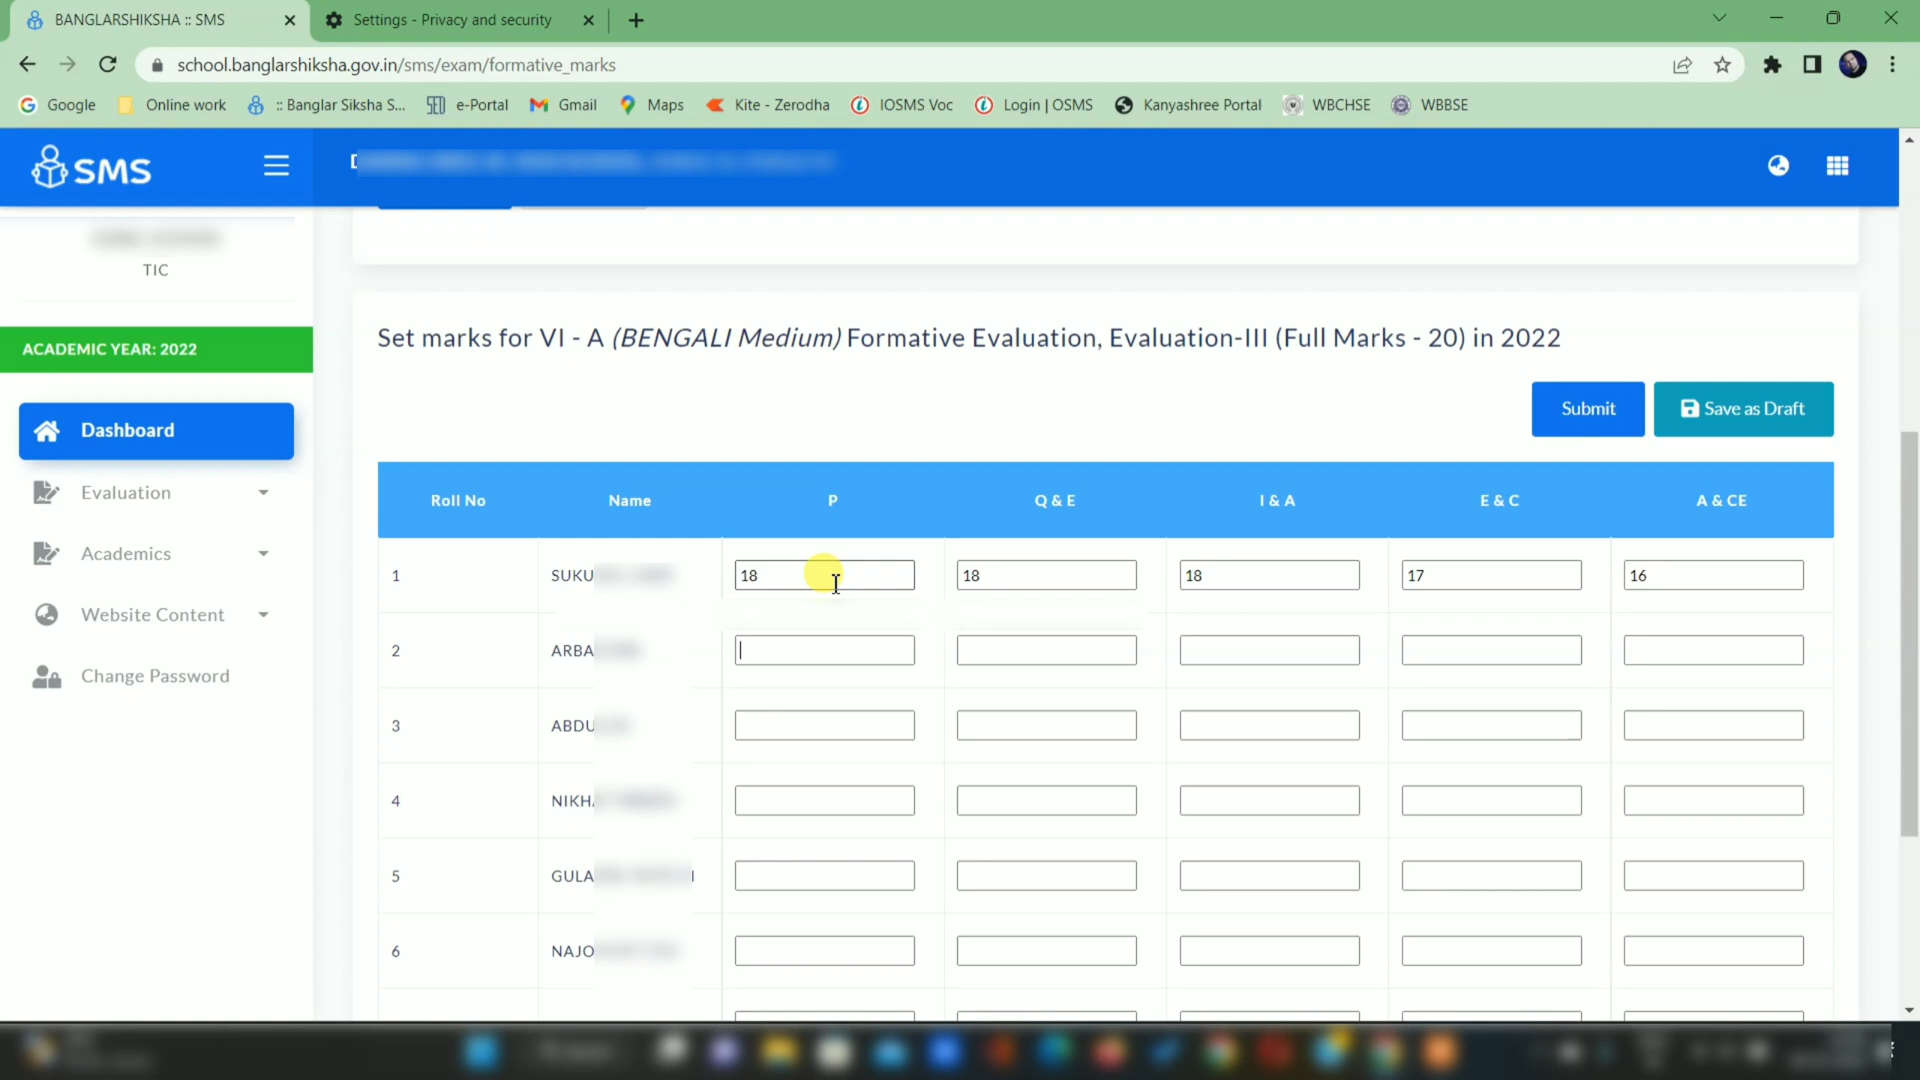 BANGLARSHIKSHA :: SMS
Settings - Privacy and security
school.banglarshiksha.gov.in/sms/exam/formative_marks
Google
Online work
:: Banglar Siksha S...
e-Portal
Gmail
Maps
Kite - Zerodha
IOSMS Voc
Login | OSMS
Kanyashree Portal
WBCHSE
WBBSE
SMS
TIC
ACADEMIC YEAR: 2022
Dashboard
Evaluation
Academics
Website Content
Change Password
Set marks for VI - A (BENGALI Medium) Formative Evaluation, Evaluation-III (Full Marks - 20) in 2022
Submit
Save as Draft
Roll No Name P Q & E I & A E & C A & CE
1 SUKU 18 18 18 17 16
2 ARBA
3 ABDU
4 NIKH
5 GULA
6 NAJO